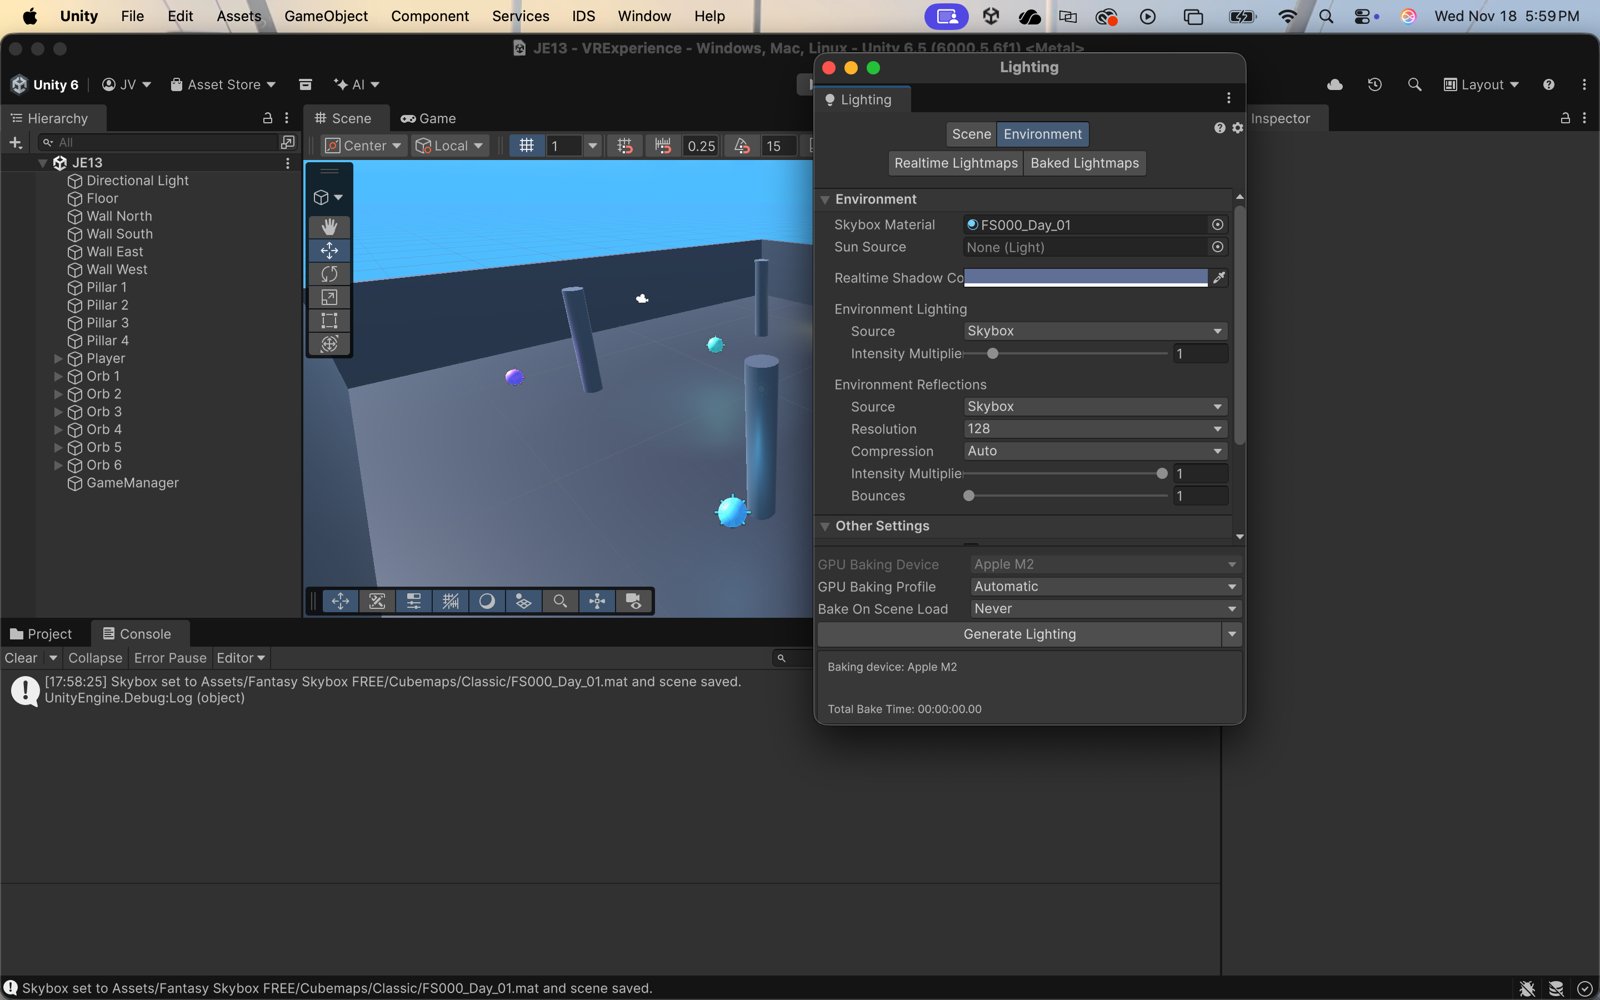 Unity File Edit Assets GameObject Component Services IDS Window Help Wed Nov 18 5:59 PM
JE13 - VRExperience - Windows, Mac, Linux - Unity 6.5 (6000.5.6f1) <Metal>
Unity 6 JV Asset Store AI Layout
Hierarchy
All
JE13
Directional Light
Floor
Wall North
Wall South
Wall East
Wall West
Pillar 1
Pillar 2
Pillar 3
Pillar 4
Player
Orb 1
Orb 2
Orb 3
Orb 4
Orb 5
Orb 6
GameManager
Scene Game
Center Local 1 0.25 15
Lighting
Lighting
Scene Environment
Realtime Lightmaps Baked Lightmaps
Environment
Skybox Material FS000_Day_01
Sun Source None (Light)
Realtime Shadow Co
Environment Lighting
Source Skybox
Intensity Multiplie 1
Environment Reflections
Source Skybox
Resolution 128
Compression Auto
Intensity Multiplie 1
Bounces 1
Other Settings
GPU Baking Device Apple M2
GPU Baking Profile Automatic
Bake On Scene Load Never
Generate Lighting
Baking device: Apple M2
Total Bake Time: 00:00:00.00
Inspector
Project Console
Clear Collapse Error Pause Editor
[17:58:25] Skybox set to Assets/Fantasy Skybox FREE/Cubemaps/Classic/FS000_Day_01.mat and scene saved.
UnityEngine.Debug:Log (object)
Skybox set to Assets/Fantasy Skybox FREE/Cubemaps/Classic/FS000_Day_01.mat and scene saved.